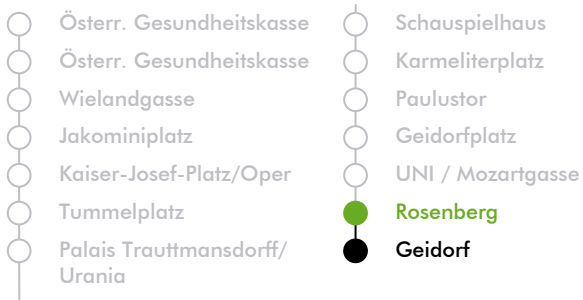 Österr. Gesundheitskasse
Österr. Gesundheitskasse
Wielandgasse
Jakominiplatz
Kaiser-Josef-Platz/Oper
Tummelplatz
Palais Trauttmansdorff/
Urania
Schauspielhaus
Karmeliterplatz
Paulustor
Geidorfplatz
UNI / Mozartgasse
Rosenberg
Geidorf